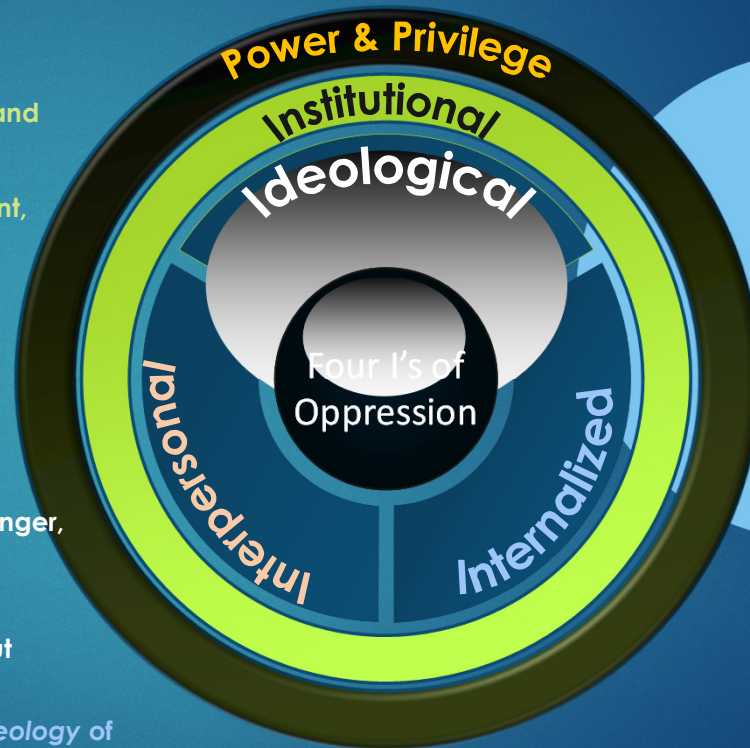 Power & Privilege
Institutional
Ideological
Interpersonal
Internalized
Four I's of
Oppression
and
nt,
nger,
ut
eology of